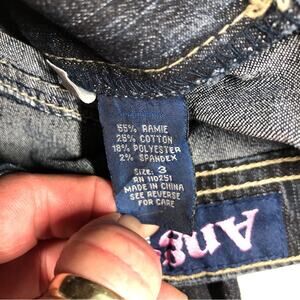 55% RAMIE
25% COTTON
18% POLYESTER
2% SPANDEX
SIZE: 3
RN 110251
MADE IN CHINA
SEE REVERSE
FOR CARE
Ang